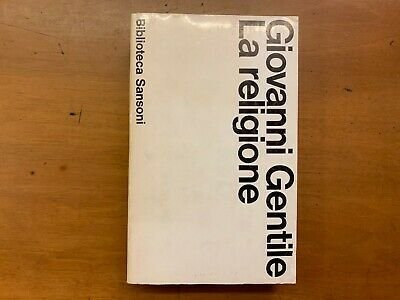 Giovanni Gentile
La religione
Biblioteca Sansoni